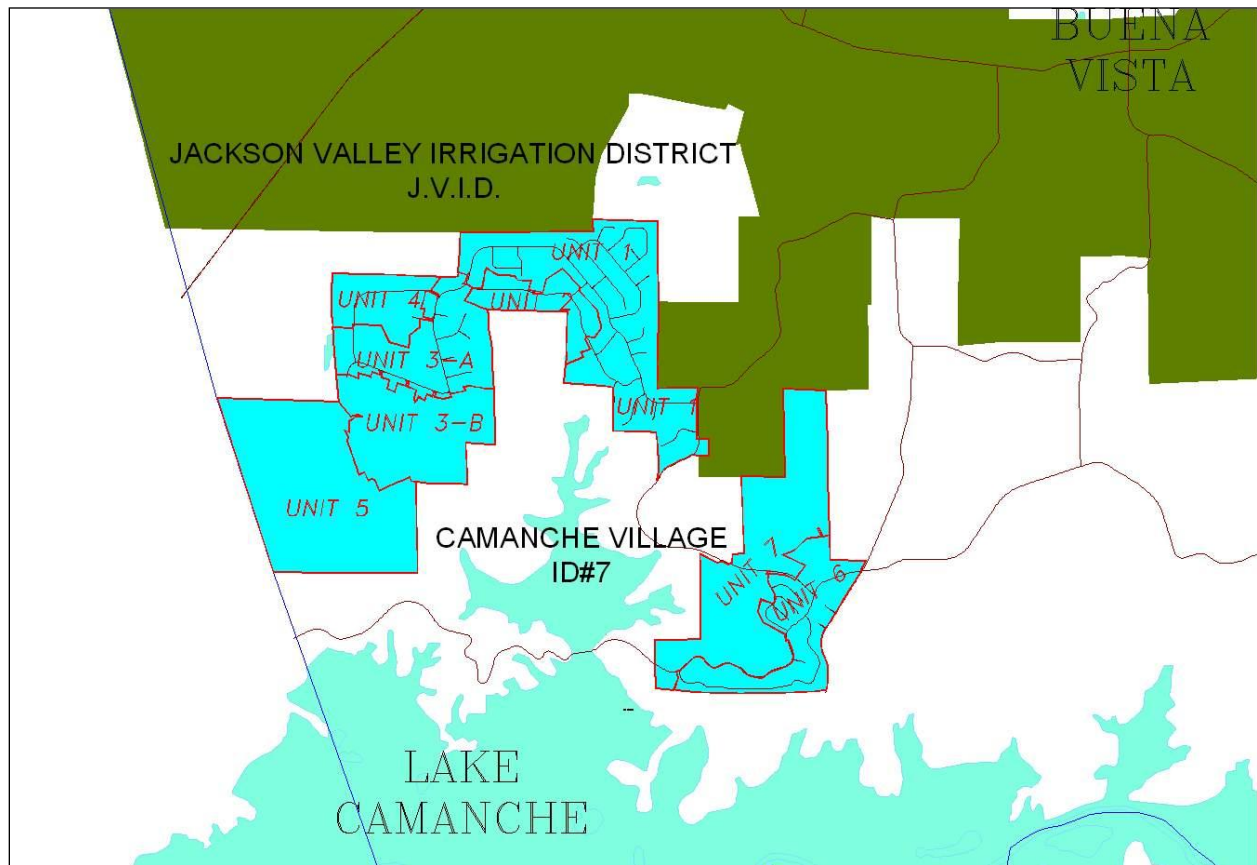 BUENA
VISTA
JACKSON VALLEY IRRIGATION DISTRICT
J.V.I.D.
UNIT 1
UNIT 4
UNIT
UNIT 3-A
UNIT 1
UNIT 3-B
UNIT 5
CAMANCHE VILLAGE
ID#7
UNIT 7
UNIT 6
LAKE
CAMANCHE